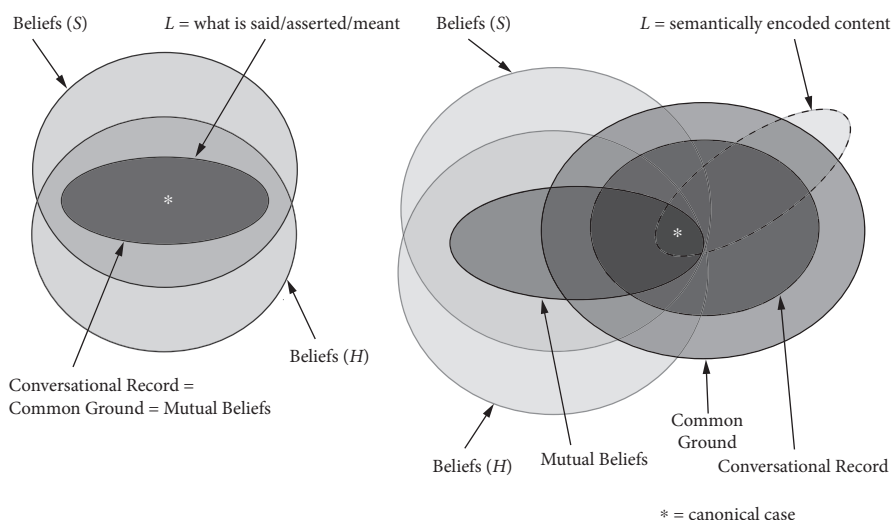 Beliefs (S)
L = what is said/asserted/meant
*
Beliefs (H)
Conversational Record =
Common Ground = Mutual Beliefs
Beliefs (S)
L = semantically encoded content
*
Beliefs (H)
Mutual Beliefs
Common
Ground
Conversational Record
* = canonical case